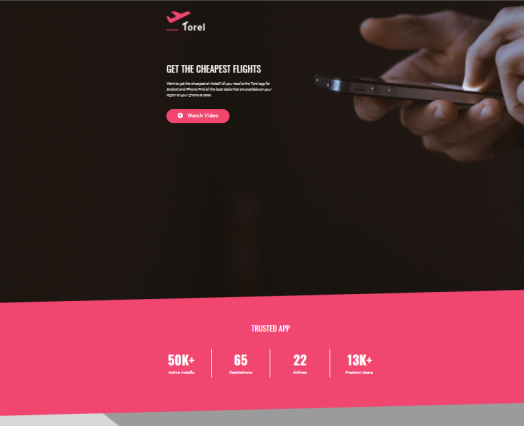 Torel
GET THE CHEAPEST FLIGHTS
Want to get the cheapest air-ticket? All you need is the Torel app for
android and iPhone. Find all the best deals that are available on your
region to your phone at ease.
Watch Video
TRUSTED APP
50K+ 65 22 13K+
Active Installs Destinations Airlines Premium Users